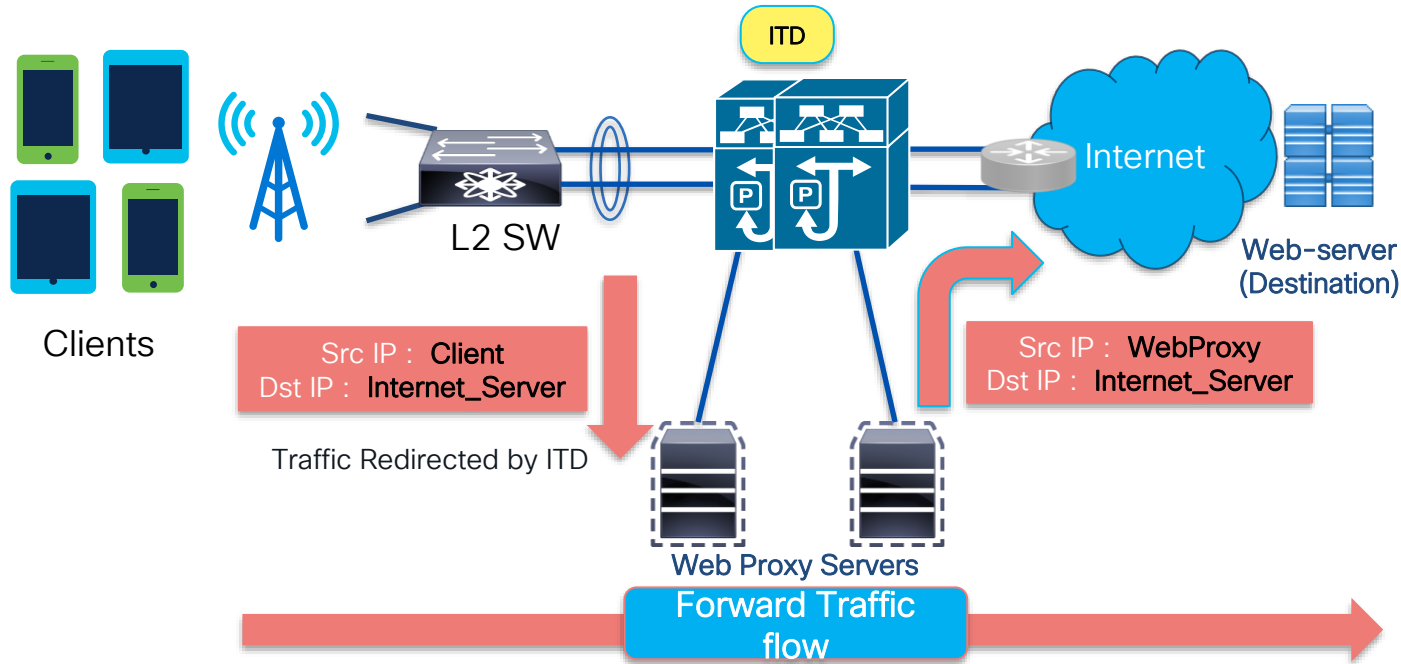 ITD
Internet
L2 SW
Web-server
(Destination)
Clients
Src IP : Client
Dst IP : Internet_Server
Src IP : WebProxy
Dst IP : Internet_Server
P
P
Traffic Redirected by ITD
Web Proxy Servers
Forward Traffic
flow